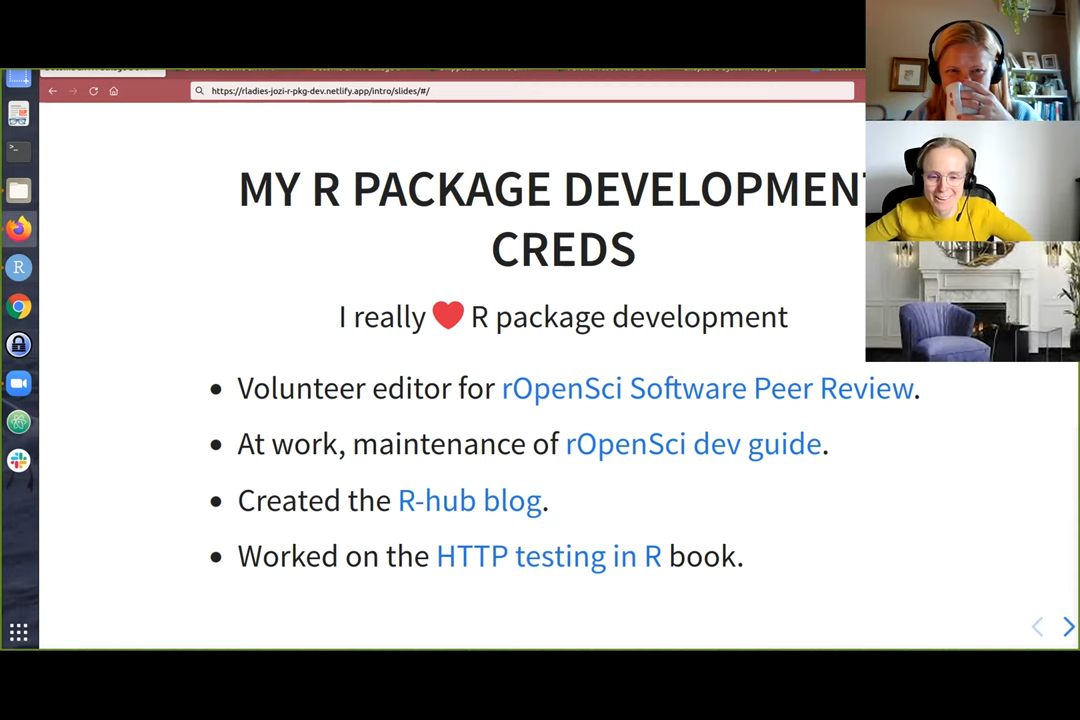 https://rladies-jozi-r-pkg-dev.netlify.app/intro/slides/#/
MY R PACKAGE DEVELOPMEN
CREDS
I really ❤ R package development
• Volunteer editor for rOpenSci Software Peer Review.
• At work, maintenance of rOpenSci dev guide.
• Created the R-hub blog.
• Worked on the HTTP testing in R book.